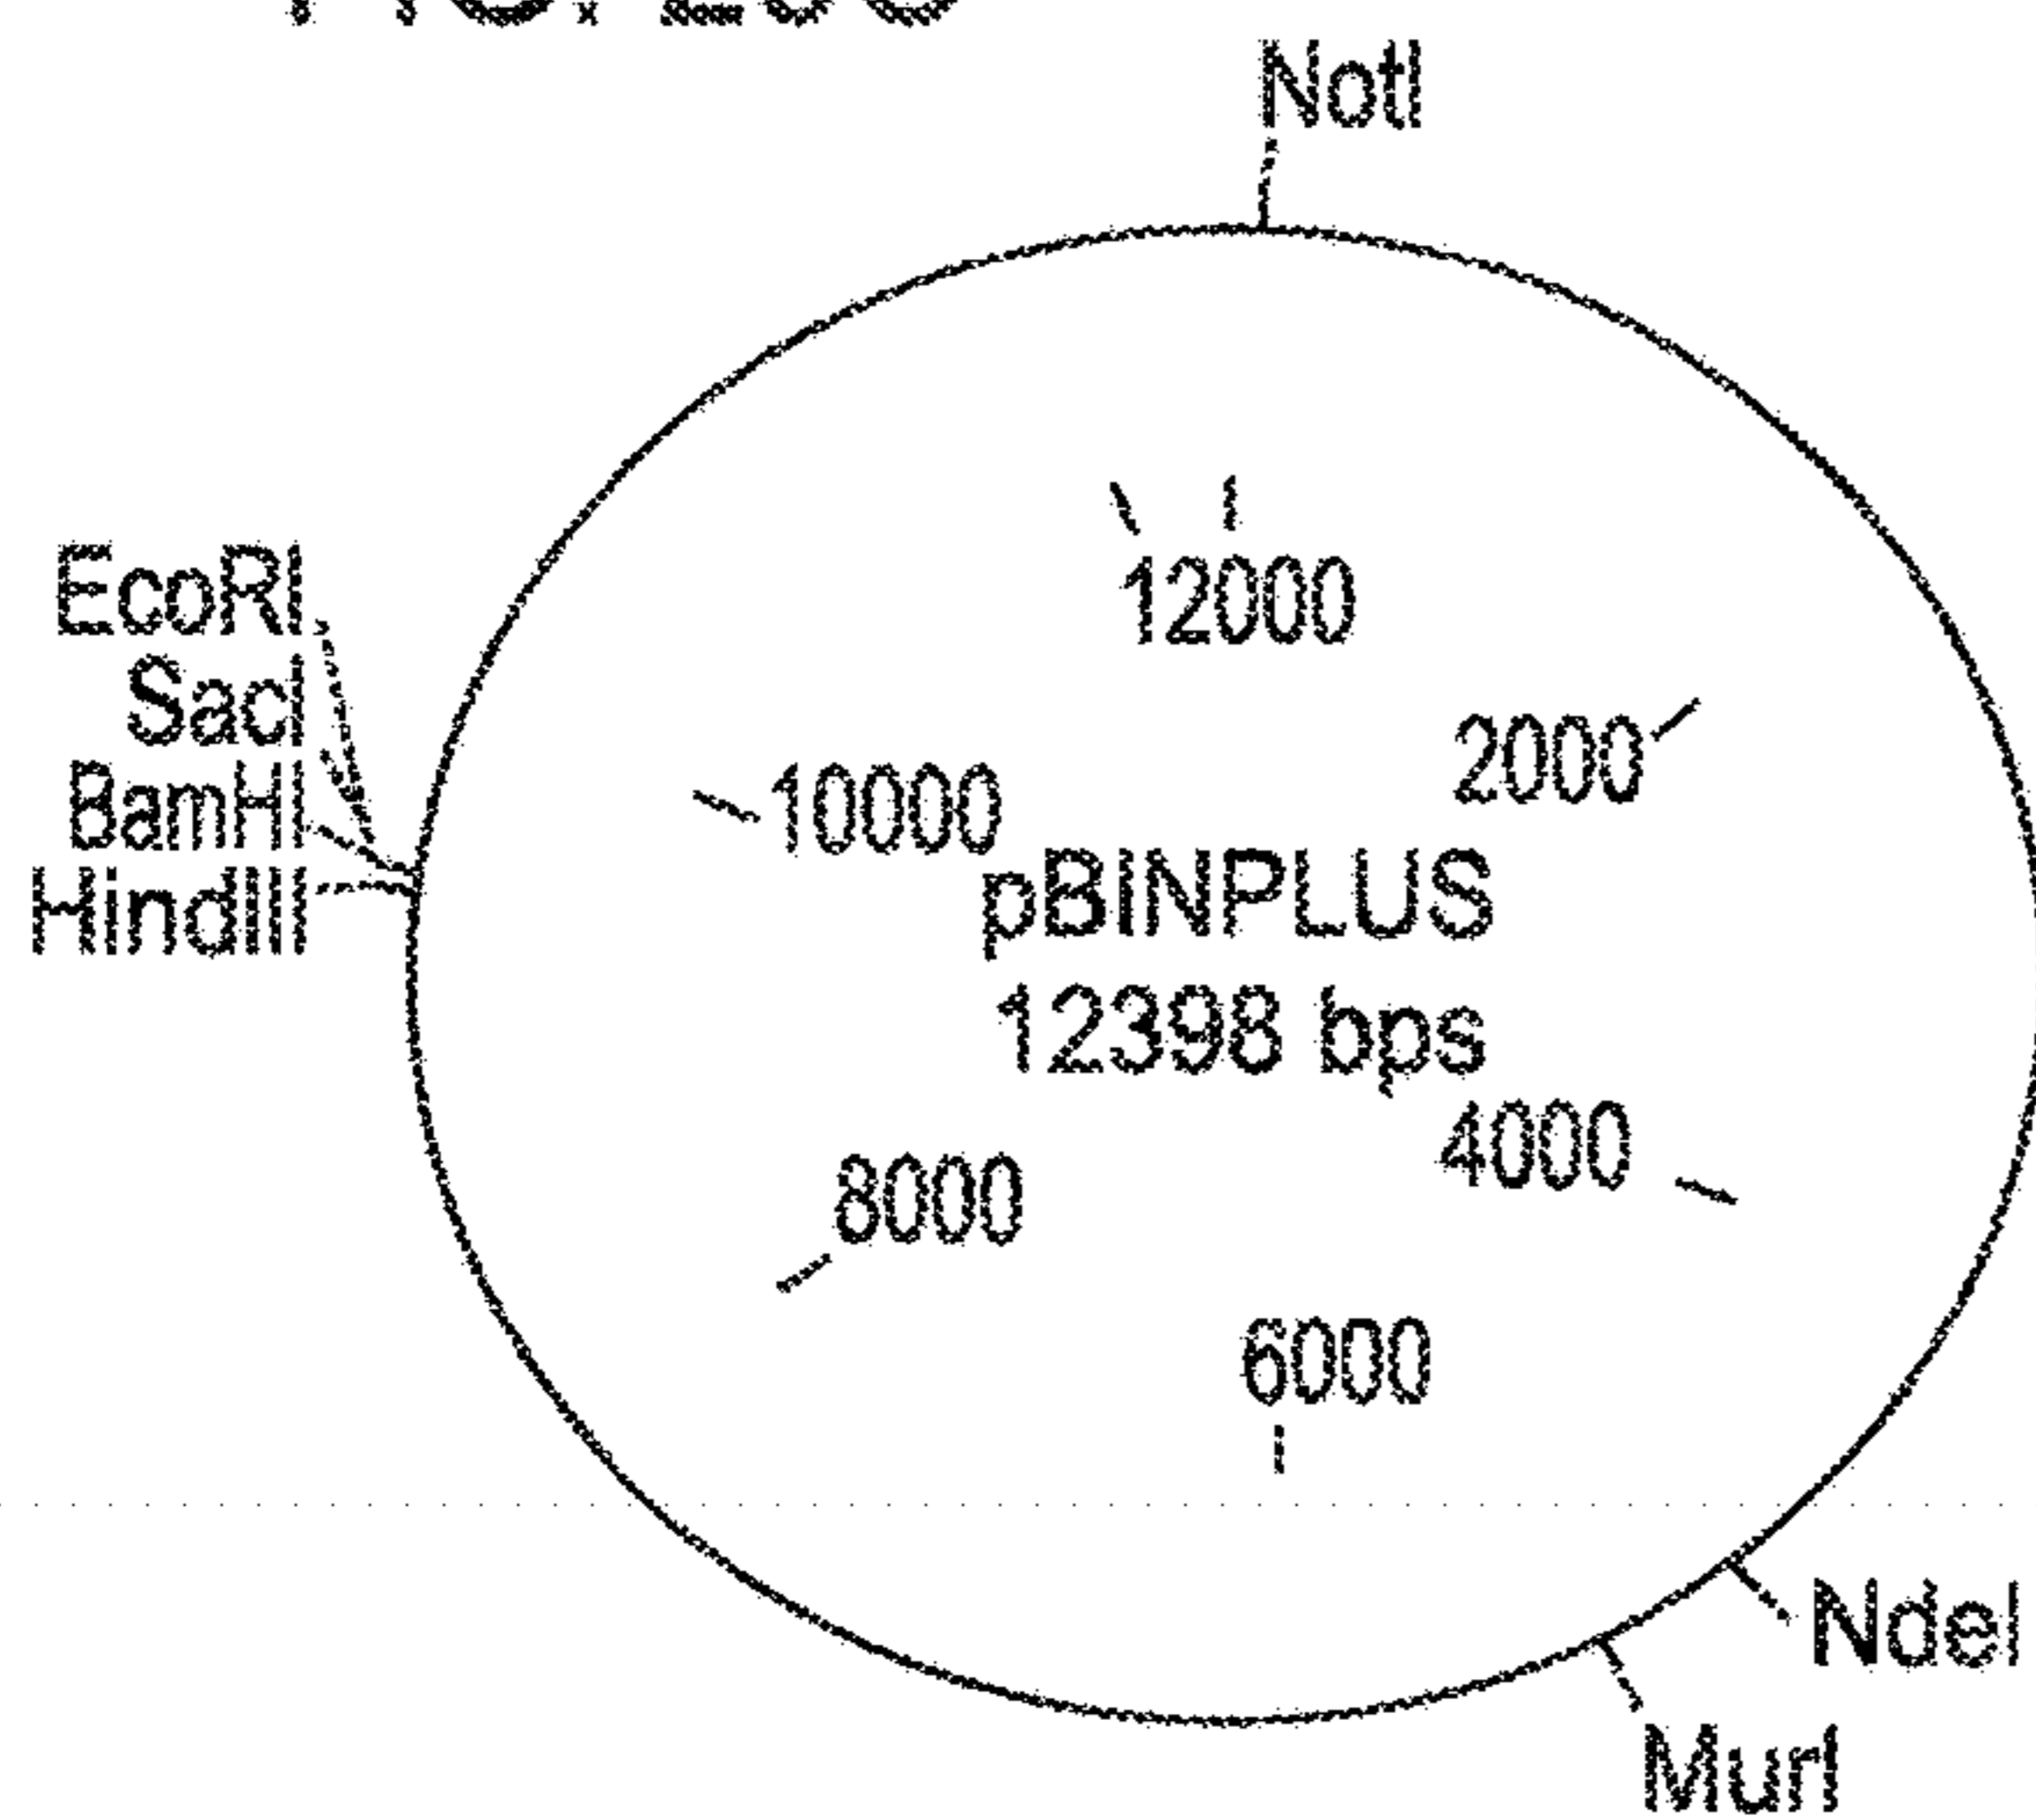 NotI
EcoRI
SacI
BamHI
HindIII
12000
2000
10000
pBINPLUS
12398 bps
4000
8000
6000
NdeI
MurI